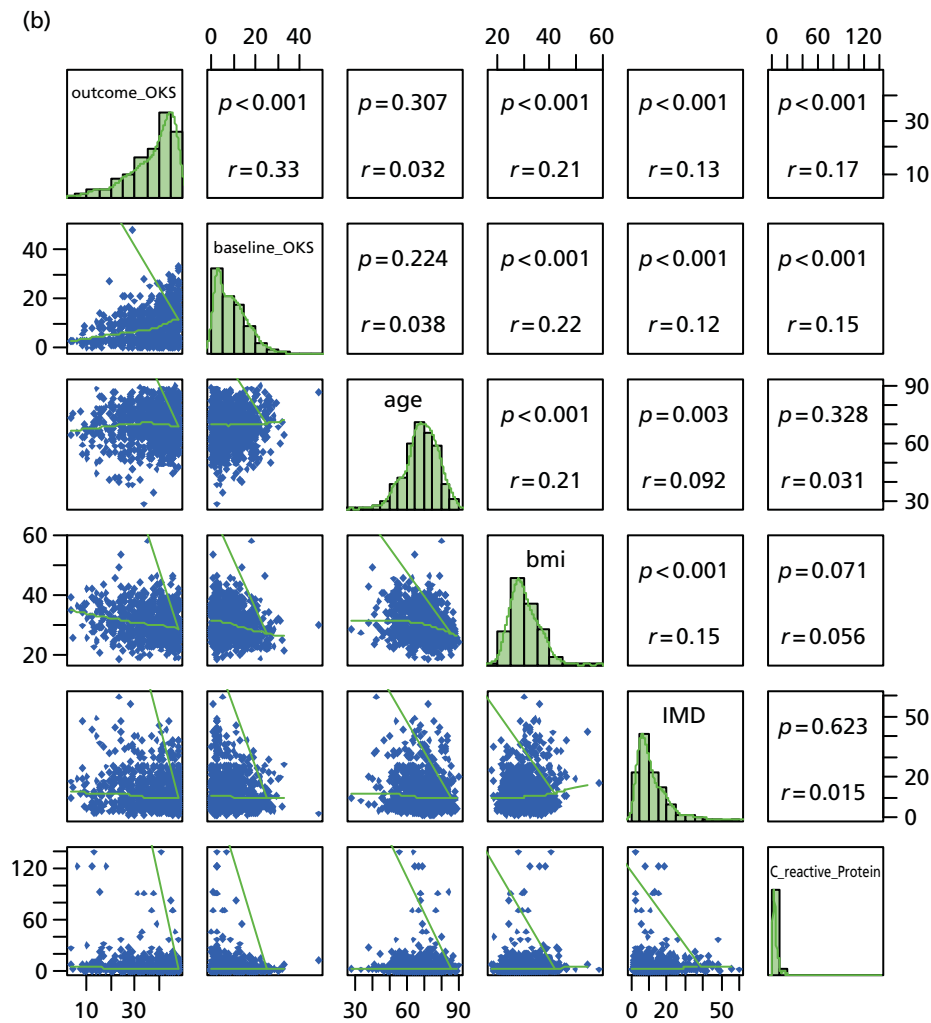 (b)
0 20 40 20 40 60 0 60 120
outcome_OKS p<0.001 p=0.307 p<0.001 p<0.001 p<0.001
30
r=0.33 r=0.032 r=0.21 r=0.13 r=0.17
10
baseline_OKS
40
p=0.224 p<0.001 p<0.001 p<0.001
20
r=0.038 r=0.22 r=0.12 r=0.15
0
age
90
p<0.001 p=0.003 p=0.328
60
r=0.21 r=0.092 r=0.031
30
60
bmi
p<0.001 p=0.071
40
r=0.15 r=0.056
20
IMD
50
p=0.623
20
r=0.015
0
C_reactive_Protein
120
60
0
10 30 30 60 90 0 20 50